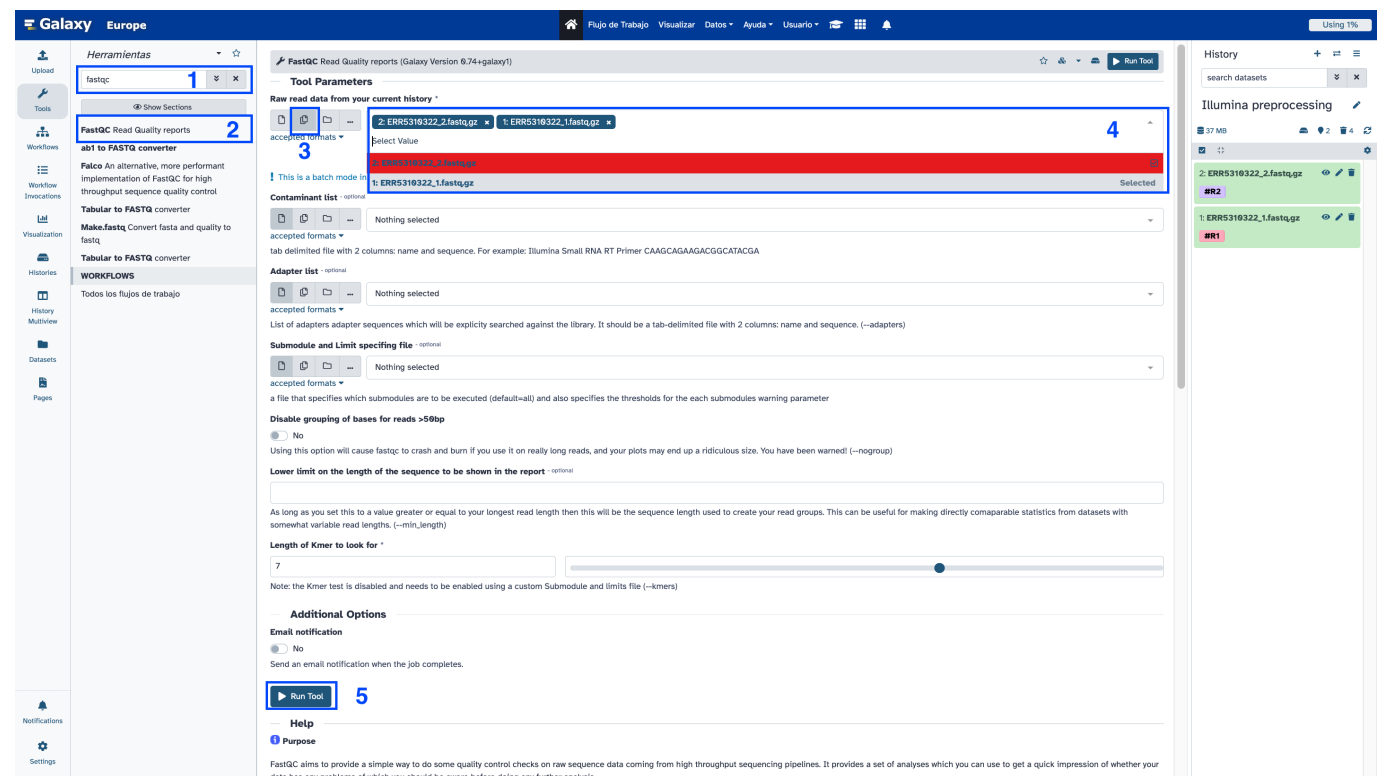 Galaxy Europe
Flujo de Trabajo Visualizar Datos Ayuda Usuario
Using 1%
Upload
Tools
Workflows
Workflow
Invocations
Visualization
Histories
History
Multiview
Datasets
Pages
Notifications
Settings
Herramientas
fastqc
1
Show Sections
FastQC Read Quality reports
2
ab1 to FASTQ converter
Falco An alternative, more performant
implementation of FastQC for high
throughput sequence quality control
Tabular to FASTQ converter
Make.fastq Convert fasta and quality to
fastq
Tabular to FASTQ converter
WORKFLOWS
Todos los flujos de trabajo
FastQC Read Quality reports (Galaxy Version 0.74+galaxy1)
Run Tool
Tool Parameters
Raw read data from your current history *
2: ERR5310322_2.fastq.gz × 1: ERR5310322_1.fastq.gz ×
4
accepted formats
3
Select Value
2: ERR5310322_2.fastq.gz
! This is a batch mode in
1: ERR5310322_1.fastq.gz Selected
Contaminant list - optional
Nothing selected
accepted formats
tab delimited file with 2 columns: name and sequence. For example: Illumina Small RNA RT Primer CAAGCAGAAGACGGCATACGA
Adapter list - optional
Nothing selected
accepted formats
List of adapters adapter sequences which will be explicity searched against the library. It should be a tab-delimited file with 2 columns: name and sequence. (--adapters)
Submodule and Limit specifing file - optional
Nothing selected
accepted formats
a file that specifies which submodules are to be executed (default=all) and also specifies the thresholds for the each submodules warning parameter
Disable grouping of bases for reads >50bp
No
Using this option will cause fastqc to crash and burn if you use it on really long reads, and your plots may end up a ridiculous size. You have been warned! (--nogroup)
Lower limit on the length of the sequence to be shown in the report - optional
As long as you set this to a value greater or equal to your longest read length then this will be the sequence length used to create your read groups. This can be useful for making directly comaparable statistics from datasets with
somewhat variable read lengths. (--min_length)
Length of Kmer to look for *
7
Note: the Kmer test is disabled and needs to be enabled using a custom Submodule and limits file (--kmers)
Additional Options
Email notification
No
Send an email notification when the job completes.
Run Tool
5
Help
Purpose
FastQC aims to provide a simple way to do some quality control checks on raw sequence data coming from high throughput sequencing pipelines. It provides a set of analyses which you can use to get a quick impression of whether your
data has any problems of which you should be aware before doing any further analysis.
History
search datasets
Illumina preprocessing
37 MB 2 4
2: ERR5310322_2.fastq.gz
#R2
1: ERR5310322_1.fastq.gz
#R1